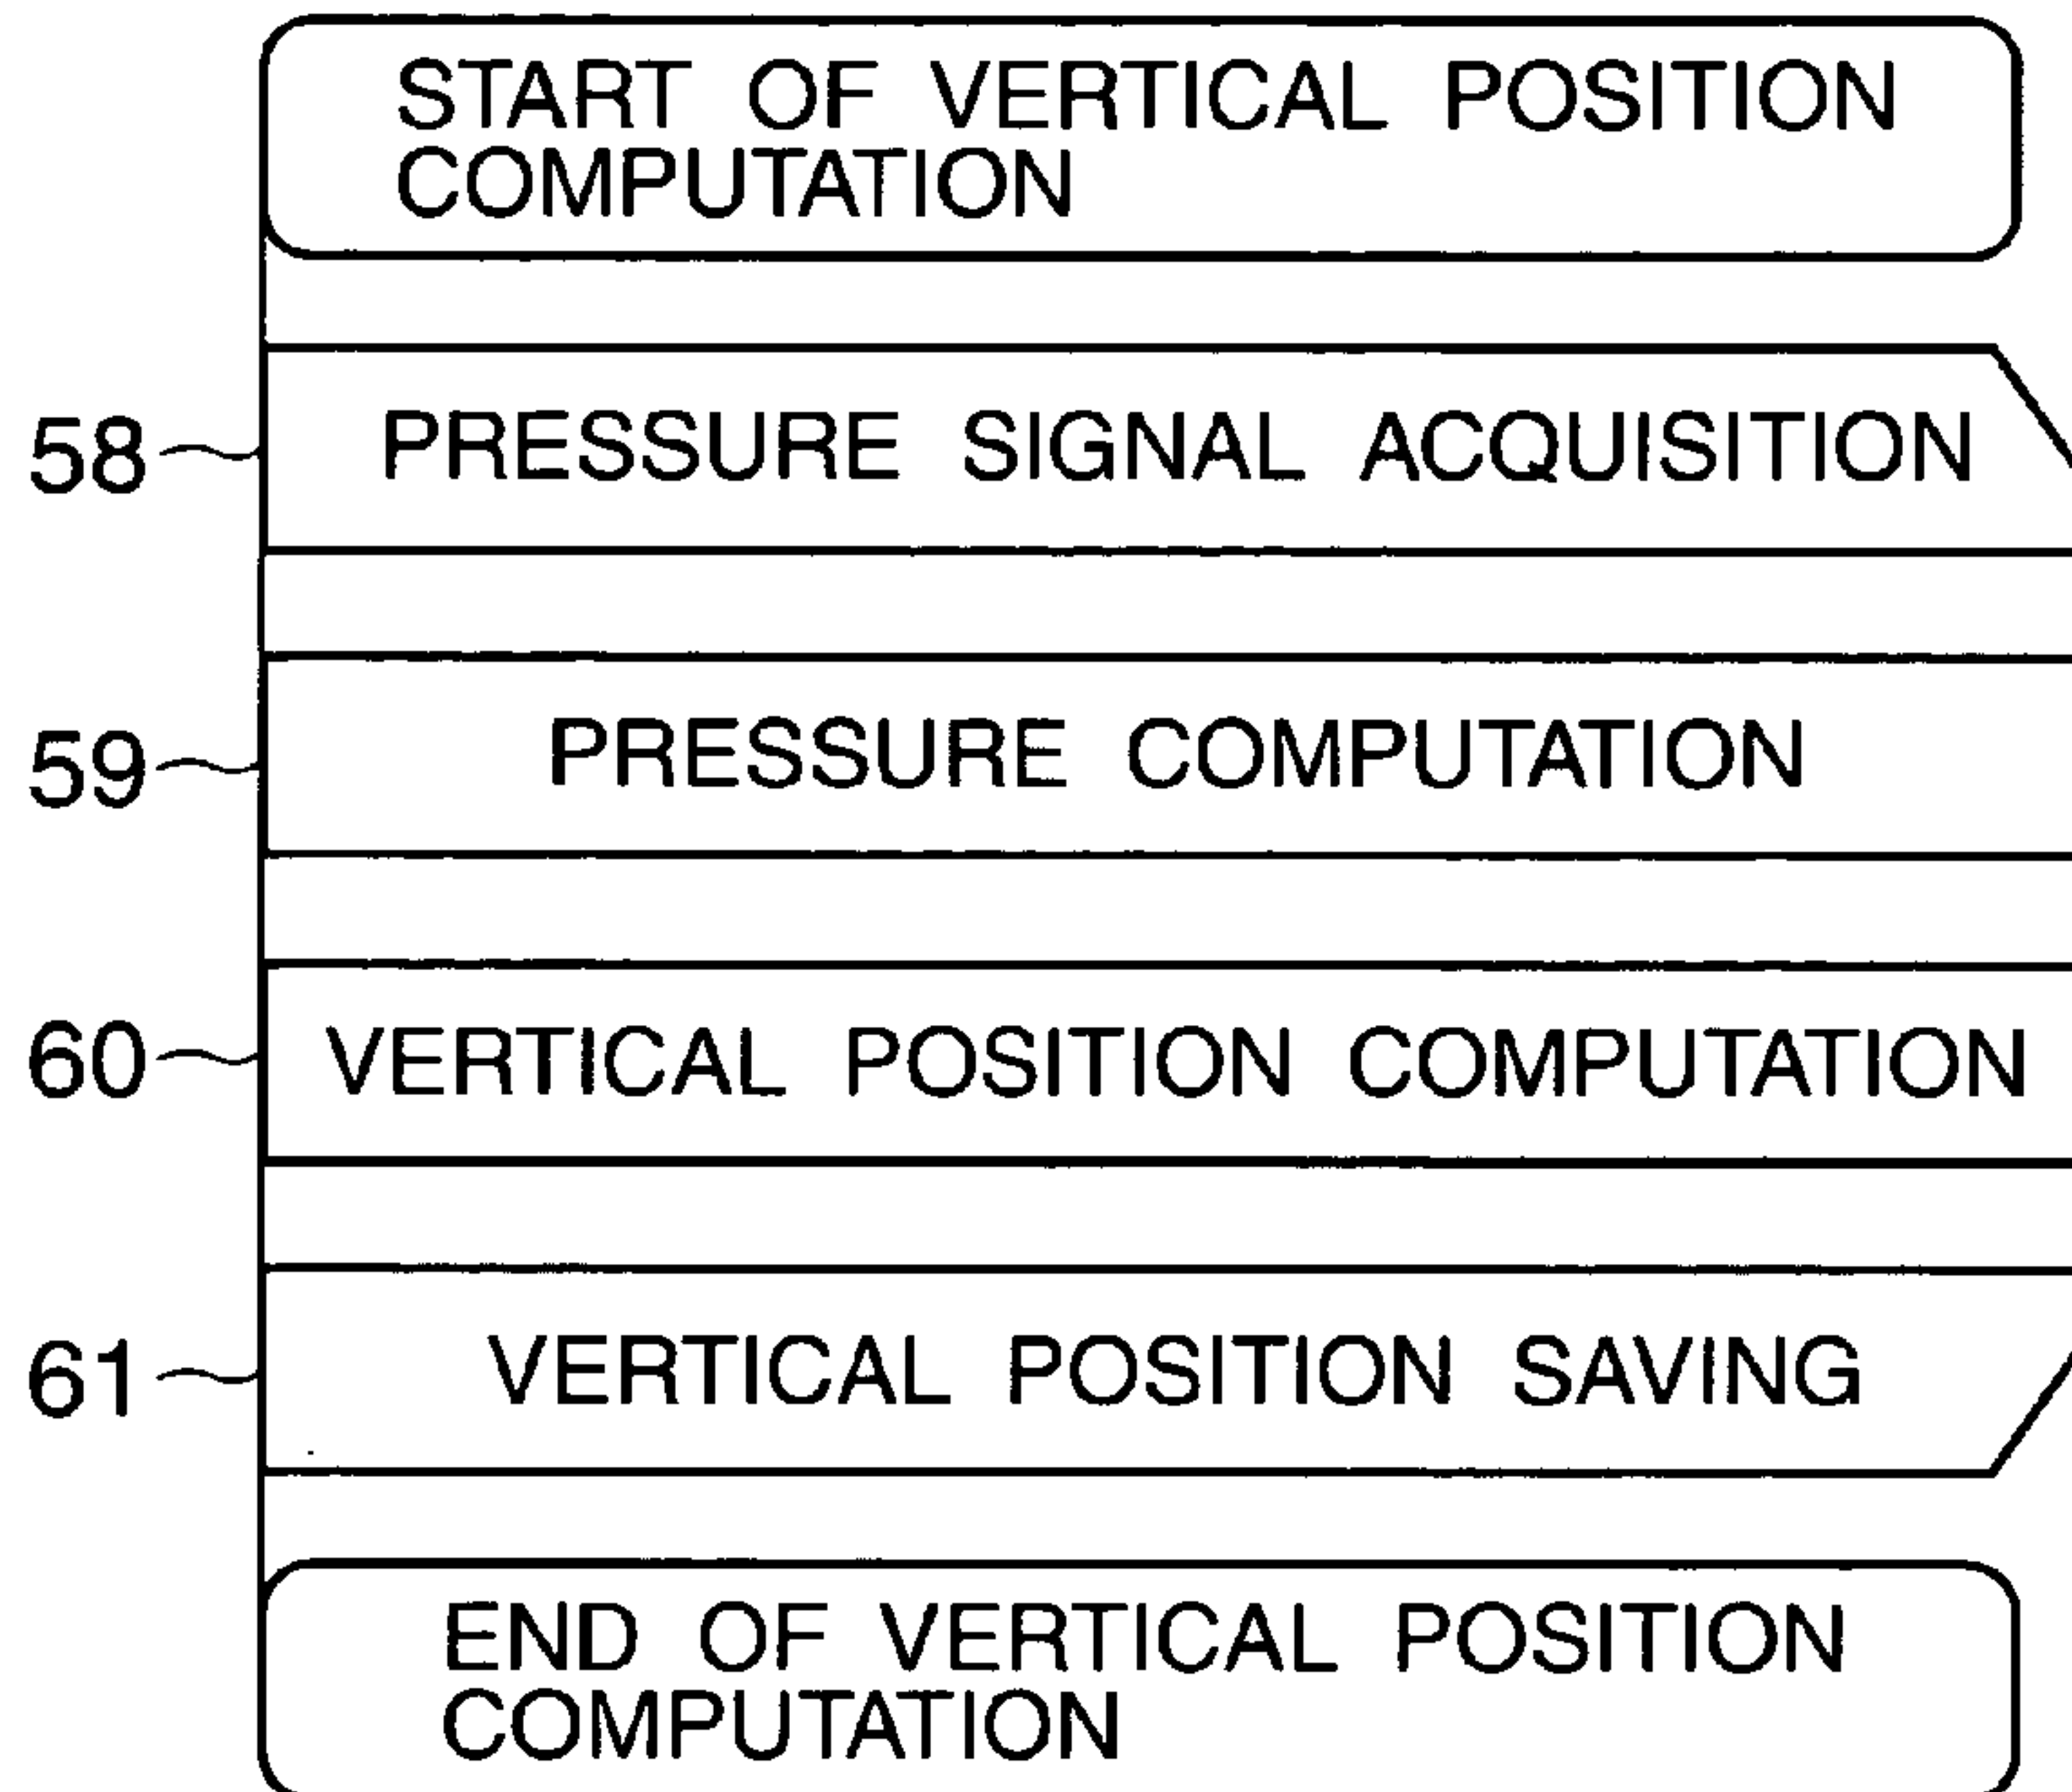 START OF VERTICAL POSITION
COMPUTATION
58
PRESSURE SIGNAL ACQUISITION
59
PRESSURE COMPUTATION
60
VERTICAL POSITION COMPUTATION
61
VERTICAL POSITION SAVING
END OF VERTICAL POSITION
COMPUTATION